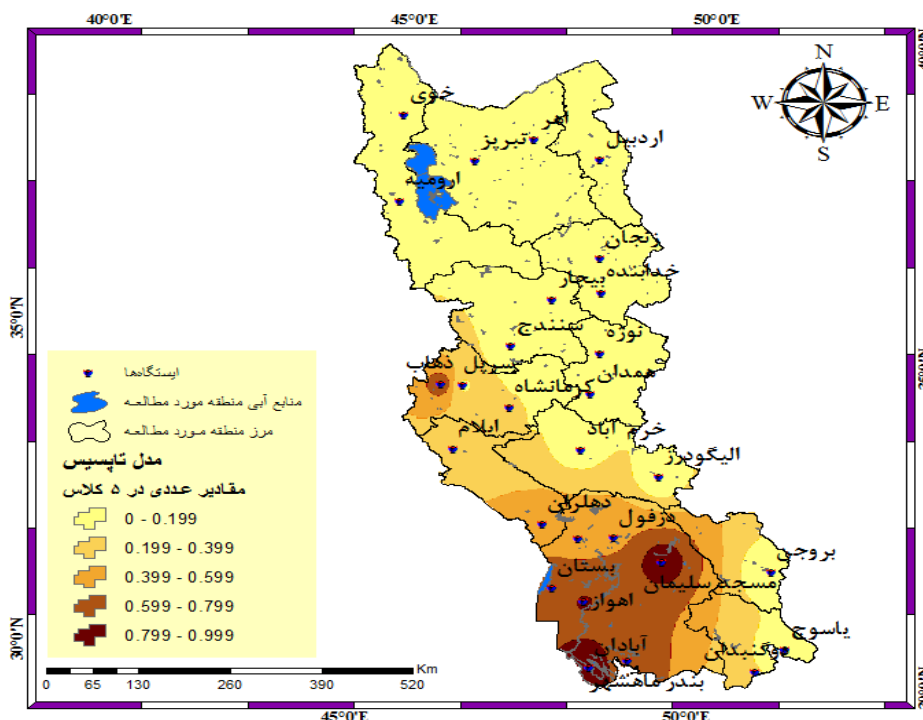 40°0'E 45°0'E 50°0'E
40°0'N
N
W E
S
خوی
اهر
تبریز
اردبیل
ارومیه
زنجان
خدابنده
بیجار
35°0'N
سنندج
نوژه
سرپل ذهاب
همدان
کرمانشاه
ایلام
خرم آباد
الیگودرز
دهلران
دزفول
بروجن
بستان
مسجد سلیمان
اهواز
یاسوج
آبادان
بندر ماهشهر
30°0'N
ایستگاه‌ها
منابع آبی منطقه مورد مطالعه
مرز منطقه مورد مطالعه
مدل تاپسیس
مقادیر عددی در ۵ کلاس
0 - 0.199
0.199 - 0.399
0.399 - 0.599
0.599 - 0.799
0.799 - 0.999
Km
0 65 130 260 390 520
45°0'E 50°0'E